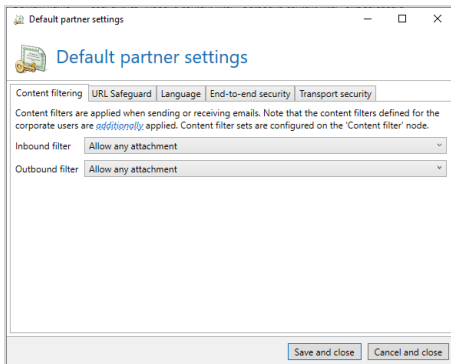 Default partner settings
Default partner settings
Content filtering URL Safeguard Language End-to-end security Transport security
Content filters are applied when sending or receiving emails. Note that the content filters defined for the
corporate users are additionally applied. Content filter sets are configured on the 'Content filter' node.
Inbound filter Allow any attachment
Outbound filter Allow any attachment
Save and close Cancel and close